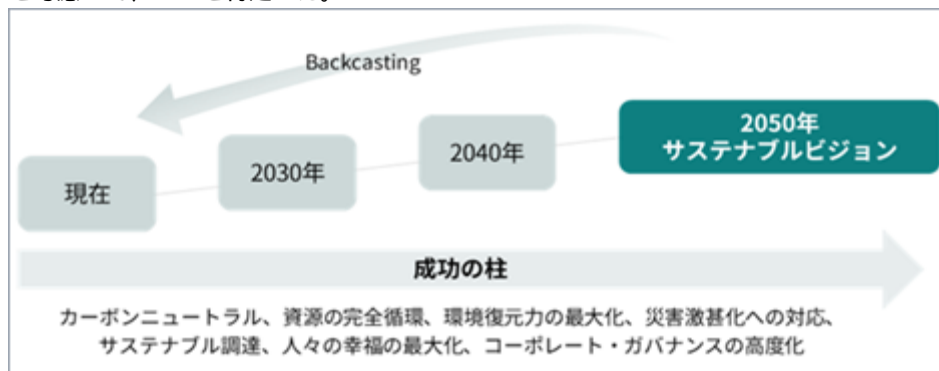 Backcasting
2050年
サステナブルビジョン
2040年
2030年
現在
成功の柱
カーボンニュートラル、資源の完全循環、環境復元力の最大化、災害激甚化への対応、
サステナブル調達、人々の幸福の最大化、コーポレート・ガバナンスの高度化